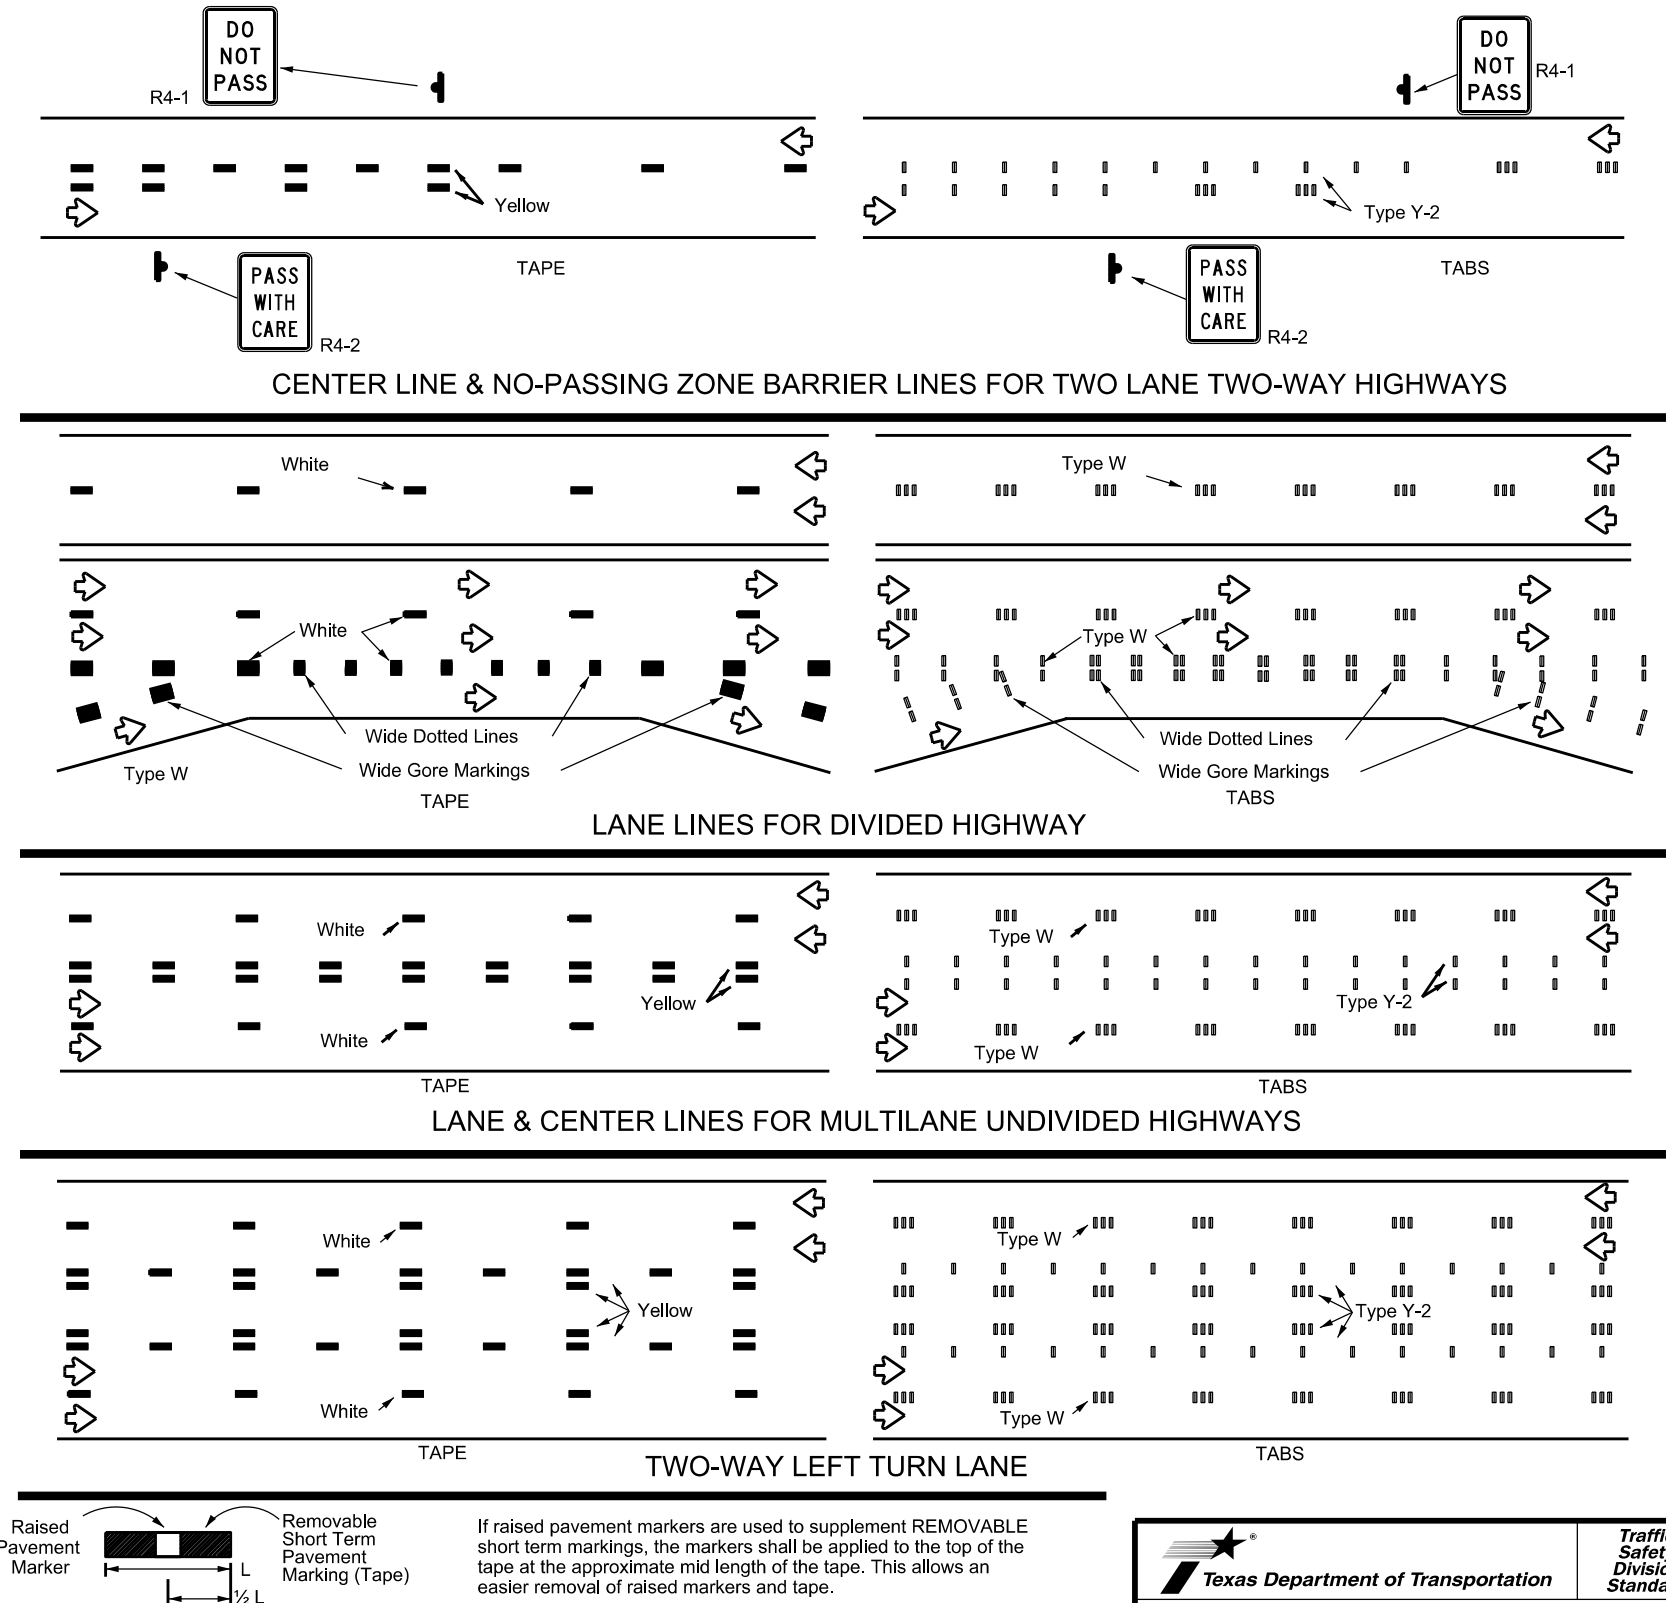 DO
NOT
PASS
R4-1
DO
NOT
PASS
R4-1
Yellow
Type Y-2
PASS
WITH
CARE
R4-2
TAPE
PASS
WITH
CARE
R4-2
TABS
CENTER LINE & NO-PASSING ZONE BARRIER LINES FOR TWO LANE TWO-WAY HIGHWAYS
White
Type W
White
Type W
Wide Dotted Lines
Wide Gore Markings
Type W
TAPE
Wide Dotted Lines
Wide Gore Markings
TABS
LANE LINES FOR DIVIDED HIGHWAY
White
Yellow
White
TAPE
Type W
Type Y-2
Type W
TABS
LANE & CENTER LINES FOR MULTILANE UNDIVIDED HIGHWAYS
White
Yellow
White
TAPE
Type W
Type Y-2
Type W
TABS
TWO-WAY LEFT TURN LANE
Raised
Pavement
Marker
Removable
Short Term
Pavement
Marking (Tape)
L
½ L
If raised pavement markers are used to supplement REMOVABLE
short term markings, the markers shall be applied to the top of the
tape at the approximate mid length of the tape. This allows an
easier removal of raised markers and tape.
®
Texas Department of Transportation
Traffic
Safety
Division
Standa